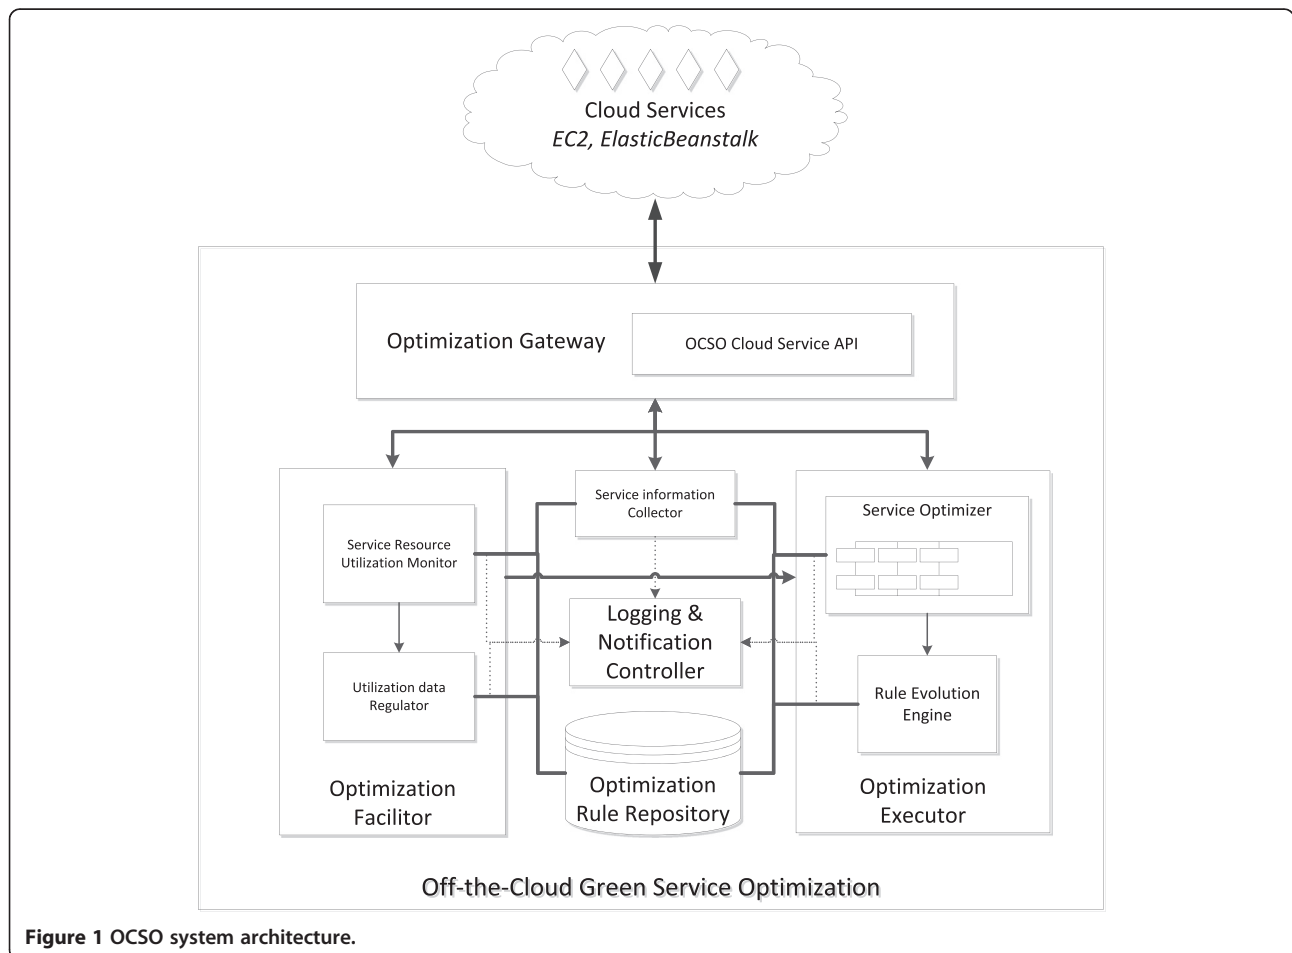 Cloud Services
EC2, ElasticBeanstalk
Optimization Gateway
OCSO Cloud Service API
Service information
Collector
Service Resource
Utilization Monitor
Service Optimizer
Logging &
Notification
Controller
Utilization data
Regulator
Rule Evolution
Engine
Optimization
Facilitor
Optimization
Rule Repository
Optimization
Executor
Off-the-Cloud Green Service Optimization
Figure 1 OCSO system architecture.